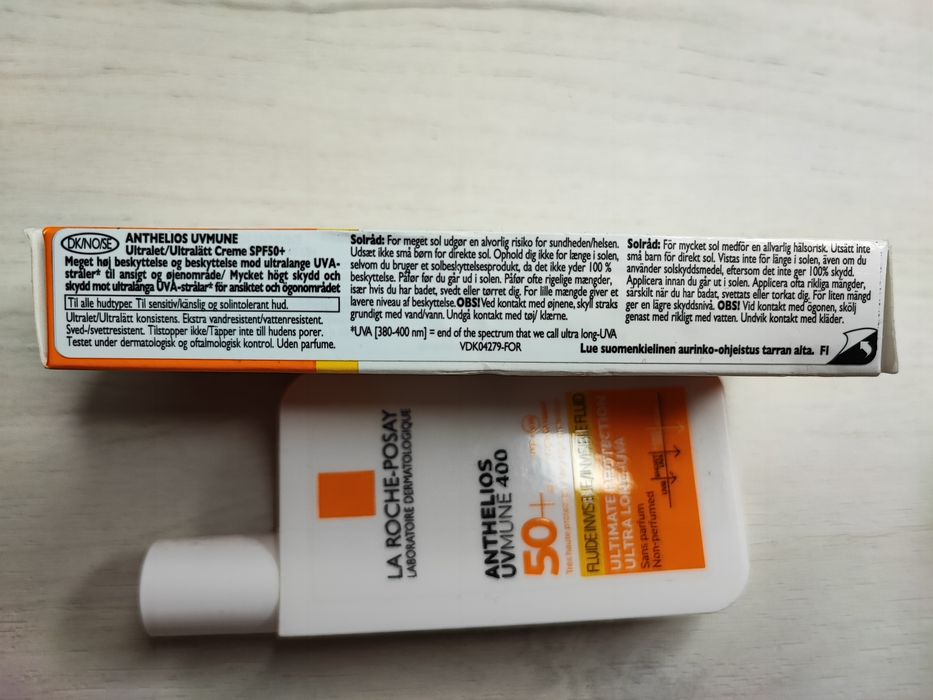 DK/NO/SE
ANTHELIOS UVMUNE
Ultralet/Ultralätt Creme SPF50+
Meget høj beskyttelse og beskyttelse mod ultralange UVA-
stråler* til ansigt og øjenområde/ Mycket högt skydd och
skydd mot ultralånga UVA-strålar* för ansiktet och ögonområdet
Til alle hudtyper. Til sensitiv/känslig og solintolerant hud.
Ultralet/Ultralätt konsistens. Ekstra vandresistent/vattenresistent.
Sved-/svettresistent. Tilstopper ikke/Täpper inte till hudens porer.
Testet under dermatologisk og oftalmologisk kontrol. Uden parfume.
Solråd: For meget sol udgør en alvorlig risiko for sundheden/helsen.
Udsæt ikke små børn for direkte sol. Ophold dig ikke for længe i solen,
selvom du bruger et solbeskyttelsesprodukt, da det ikke yder 100 %
beskyttelse. Påfør før du går ud i solen. Påfør ofte rigelige mængder,
især hvis du har badet, svedt eller tørret dig. For lille mængde giver et
lavere niveau af beskyttelse. OBS! Ved kontakt med øjnene, skyl straks
grundigt med vand/vann. Undgå kontakt med tøj/ klærne.
*UVA [380-400 nm] = end of the spectrum that we call ultra long-UVA
VDK04279-FOR
Solråd: För mycket sol medför en allvarlig hälsorisk. Utsätt inte
små barn för direkt sol. Vistas inte för länge i solen, även om du
använder solskyddsmedel, eftersom det inte ger 100% skydd.
Applicera innan du går ut i solen. Applicera ofta rikliga mängder,
särskilt när du har badat, svettats eller torkat dig. För liten mängd
ger en lägre skyddsnivå. OBS! Vid kontakt med ögonen, skölj
genast med rikligt med vatten. Undvik kontakt med kläder.
Lue suomenkielinen aurinko-ohjeistus tarran alta. FI
LA ROCHE-POSAY
LABORATOIRE DERMATOLOGIQUE
ANTHELIOS
UVMUNE 400
50+
Très haute protection
FLUIDE INVISIBLE/INVISIBLE FLUID
ULTIMATE PROTECTION
ULTRA LONG UVA
Sans parfum
Non-perfumed